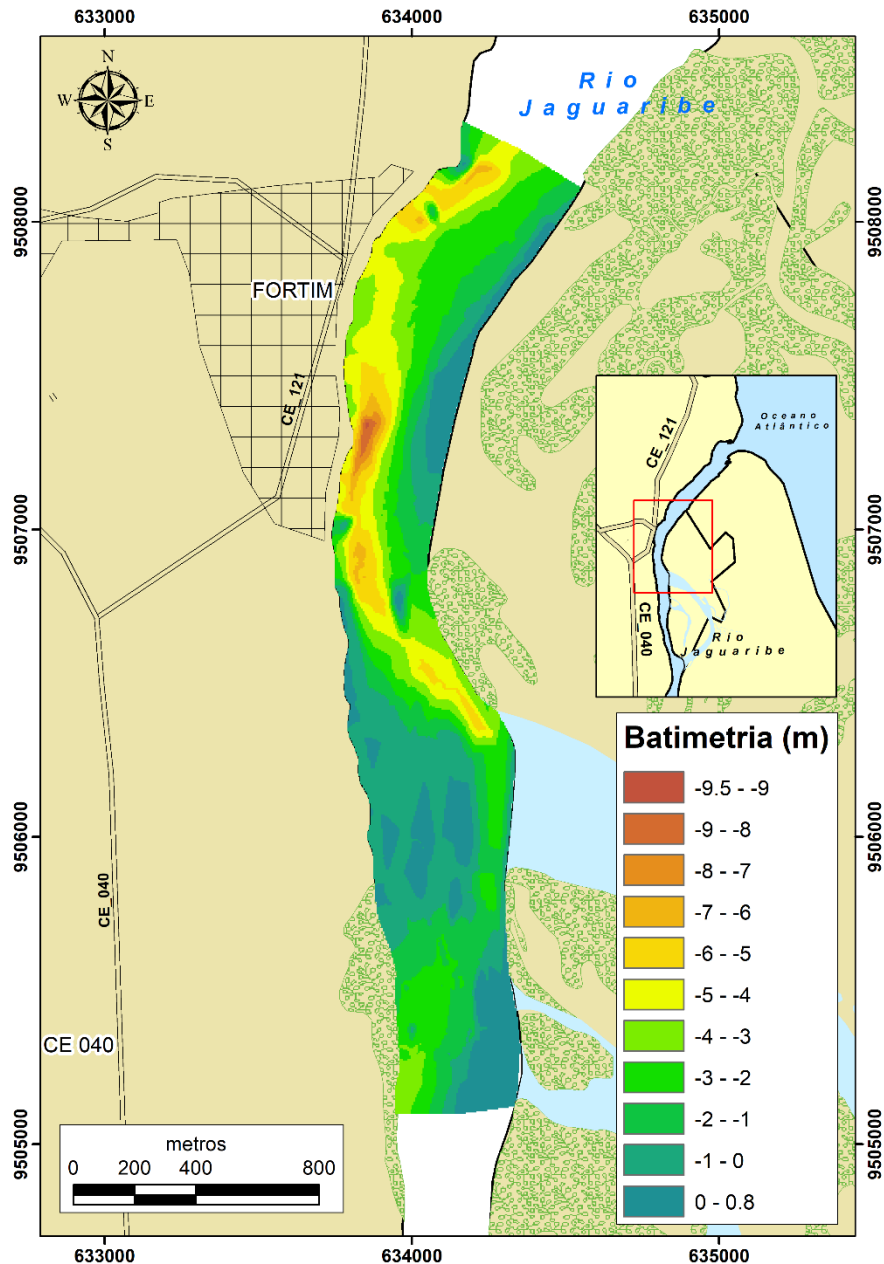 633000 634000 635000
N
W E
S
Rio
Jaguaribe
9508000 9508000
FORTIM
CE_121
9507000 9507000
Oceano
Atlântico
CE_121
CE_040
Rio
Jaguaribe
9506000 9506000
CE_040
CE 040
Batimetria (m)
-9.5 - -9
-9 - -8
-8 - -7
-7 - -6
-6 - -5
-5 - -4
-4 - -3
-3 - -2
-2 - -1
-1 - 0
0 - 0.8
9505000 9505000
metros
0 200 400 800
633000 634000 635000